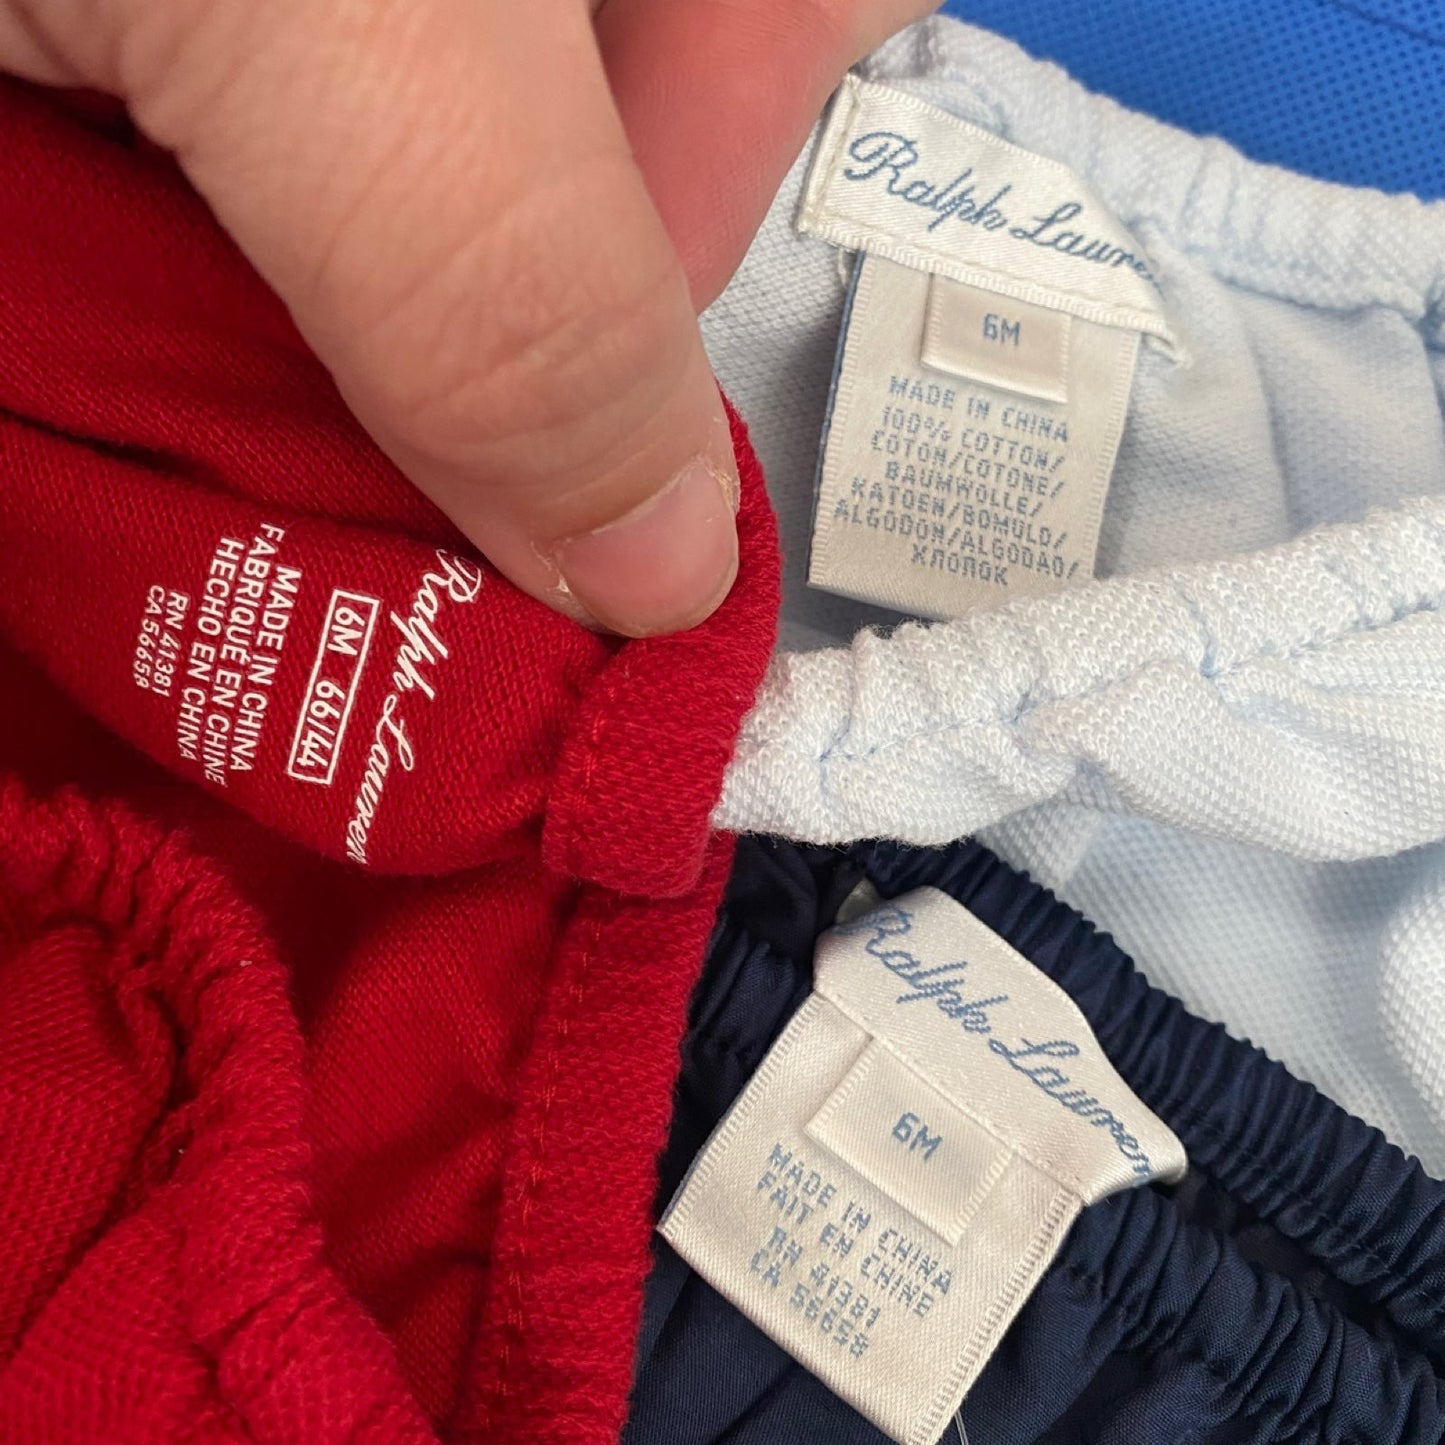 Ralph Lauren
6M
MADE IN CHINA
100% COTTON/
COTON/COTONE/
BAUMWOLLE/
KATOEN/BOMULD/
ALGODÓN/ALGODAO/
ХЛОПОК
Ralph Lauren
6M 66/44
MADE IN CHINA
FABRIQUÉ EN CHINE
HECHO EN CHINA
RN 41381
CA 56658
Ralph Lauren
6M
MADE IN CHINA
FAIT EN CHINE
RN 41381
CA 56658